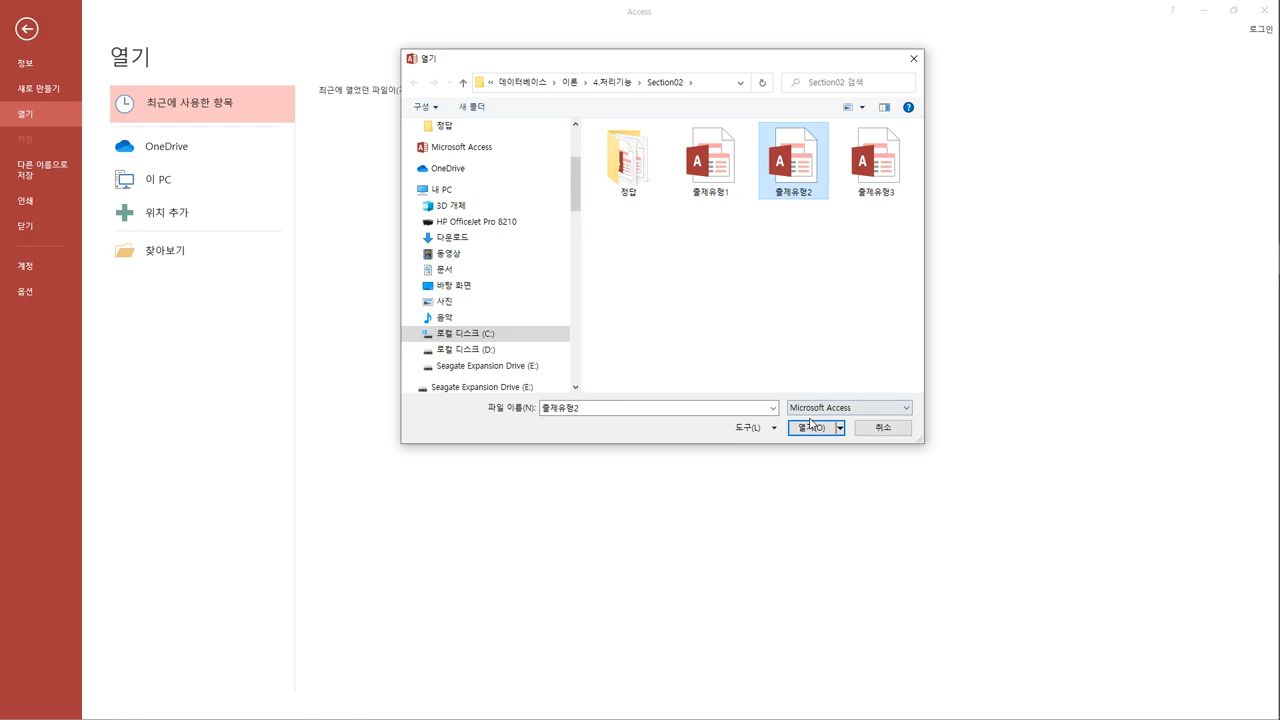 Access
로그인
정보
새로 만들기
열기
저장
다른 이름으로
저장
인쇄
닫기
계정
옵션
열기
최근에 사용한 항목
OneDrive
이 PC
위치 추가
찾아보기
최근에 열었던 파일이
열기
« 데이터베이스 › 이론 › 4.처리기능 › Section02 ›
Section02 검색
구성
새 폴더
정답
Microsoft Access
OneDrive
내 PC
3D 개체
HP OfficeJet Pro 8210
다운로드
동영상
문서
바탕 화면
사진
음악
로컬 디스크 (C:)
로컬 디스크 (D:)
Seagate Expansion Drive (E:)
Seagate Expansion Drive (E:)
정답
출제유형1
출제유형2
출제유형3
파일 이름(N):
출제유형2
Microsoft Access
도구(L)
열기(O)
취소